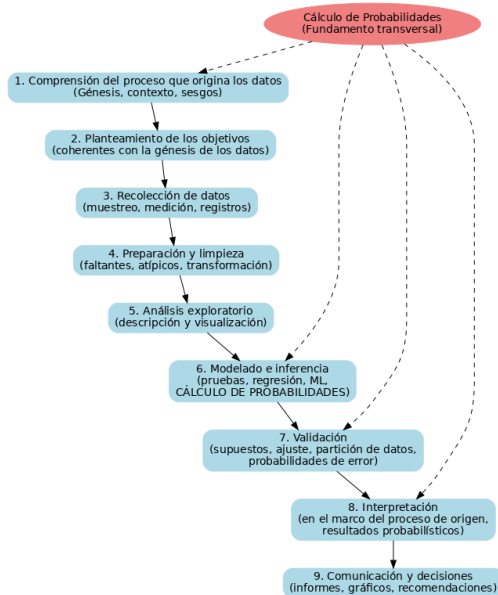 Cálculo de Probabilidades
(Fundamento transversal)
1. Comprensión del proceso que origina los datos
(Génesis, contexto, sesgos)
2. Planteamiento de los objetivos
(coherentes con la génesis de los datos)
3. Recolección de datos
(muestreo, medición, registros)
4. Preparación y limpieza
(faltantes, atípicos, transformación)
5. Análisis exploratorio
(descripción y visualización)
6. Modelado e inferencia
(pruebas, regresión, ML,
CÁLCULO DE PROBABILIDADES)
7. Validación
(supuestos, ajuste, partición de datos,
probabilidades de error)
8. Interpretación
(en el marco del proceso de origen,
resultados probabilísticos)
9. Comunicación y decisiones
(informes, gráficos, recomendaciones)